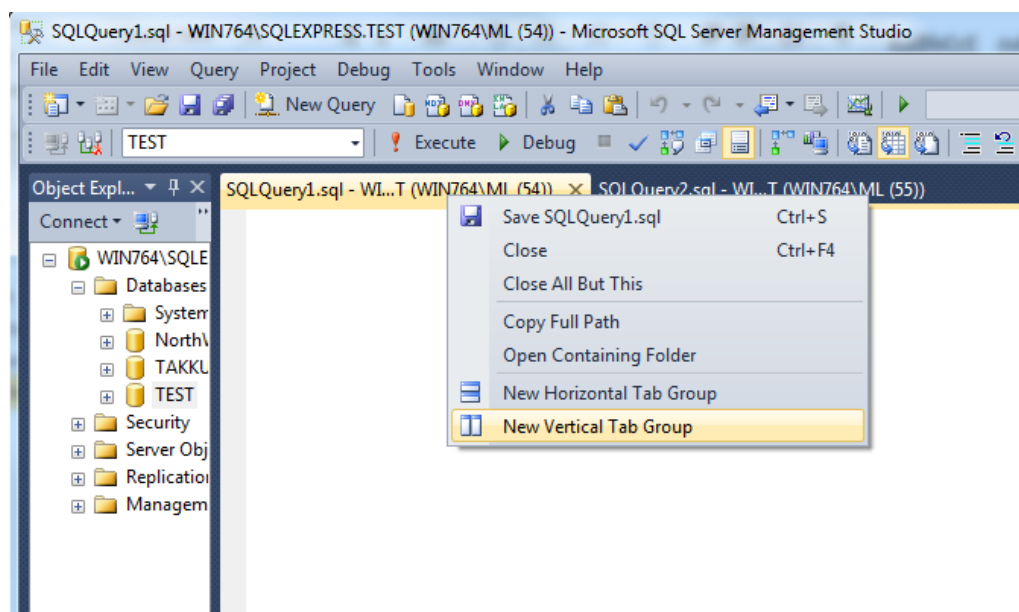 SQLQuery1.sql - WIN764\SQLEXPRESS.TEST (WIN764\ML (54)) - Microsoft SQL Server Management Studio
File Edit View Query Project Debug Tools Window Help
New Query
TEST Execute Debug
Object Expl... SQLQuery1.sql - WI...T (WIN764\ML (54)) SQLQuery2.sql - WI...T (WIN764\ML (55))
Connect
WIN764\SQLE
Databases
System
North
TAKKU
TEST
Security
Server Obj
Replication
Managem
Save SQLQuery1.sql Ctrl+S
Close Ctrl+F4
Close All But This
Copy Full Path
Open Containing Folder
New Horizontal Tab Group
New Vertical Tab Group